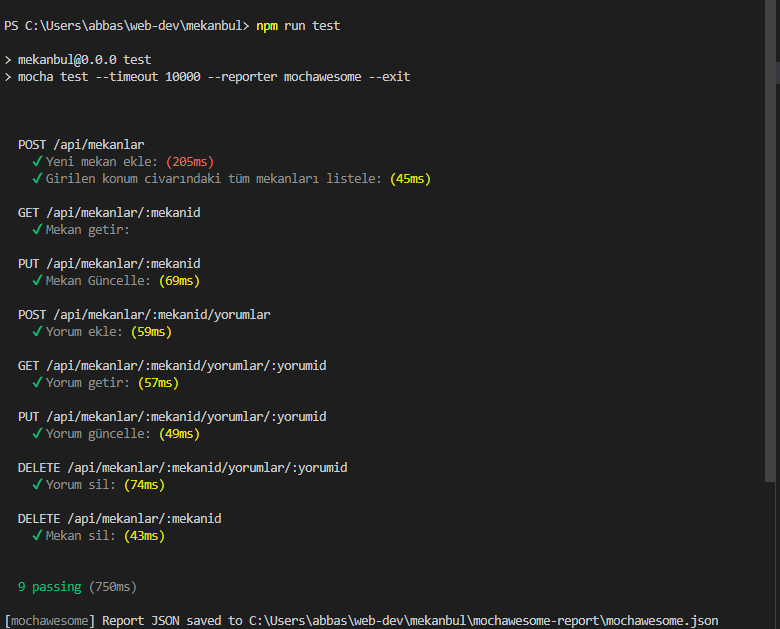 PS C:\Users\abbas\web-dev\mekanbul> npm run test
> mekanbul@0.0.0 test
> mocha test --timeout 10000 --reporter mochawesome --exit
POST /api/mekanlar
✓ Yeni mekan ekle: (205ms)
✓ Girilen konum civarındaki tüm mekanları listele: (45ms)
GET /api/mekanlar/:mekanid
✓ Mekan getir:
PUT /api/mekanlar/:mekanid
✓ Mekan Güncelle: (69ms)
POST /api/mekanlar/:mekanid/yorumlar
✓ Yorum ekle: (59ms)
GET /api/mekanlar/:mekanid/yorumlar/:yorumid
✓ Yorum getir: (57ms)
PUT /api/mekanlar/:mekanid/yorumlar/:yorumid
✓ Yorum güncelle: (49ms)
DELETE /api/mekanlar/:mekanid/yorumlar/:yorumid
✓ Yorum sil: (74ms)
DELETE /api/mekanlar/:mekanid
✓ Mekan sil: (43ms)
9 passing (750ms)
[mochawesome] Report JSON saved to C:\Users\abbas\web-dev\mekanbul\mochawesome-report\mochawesome.json